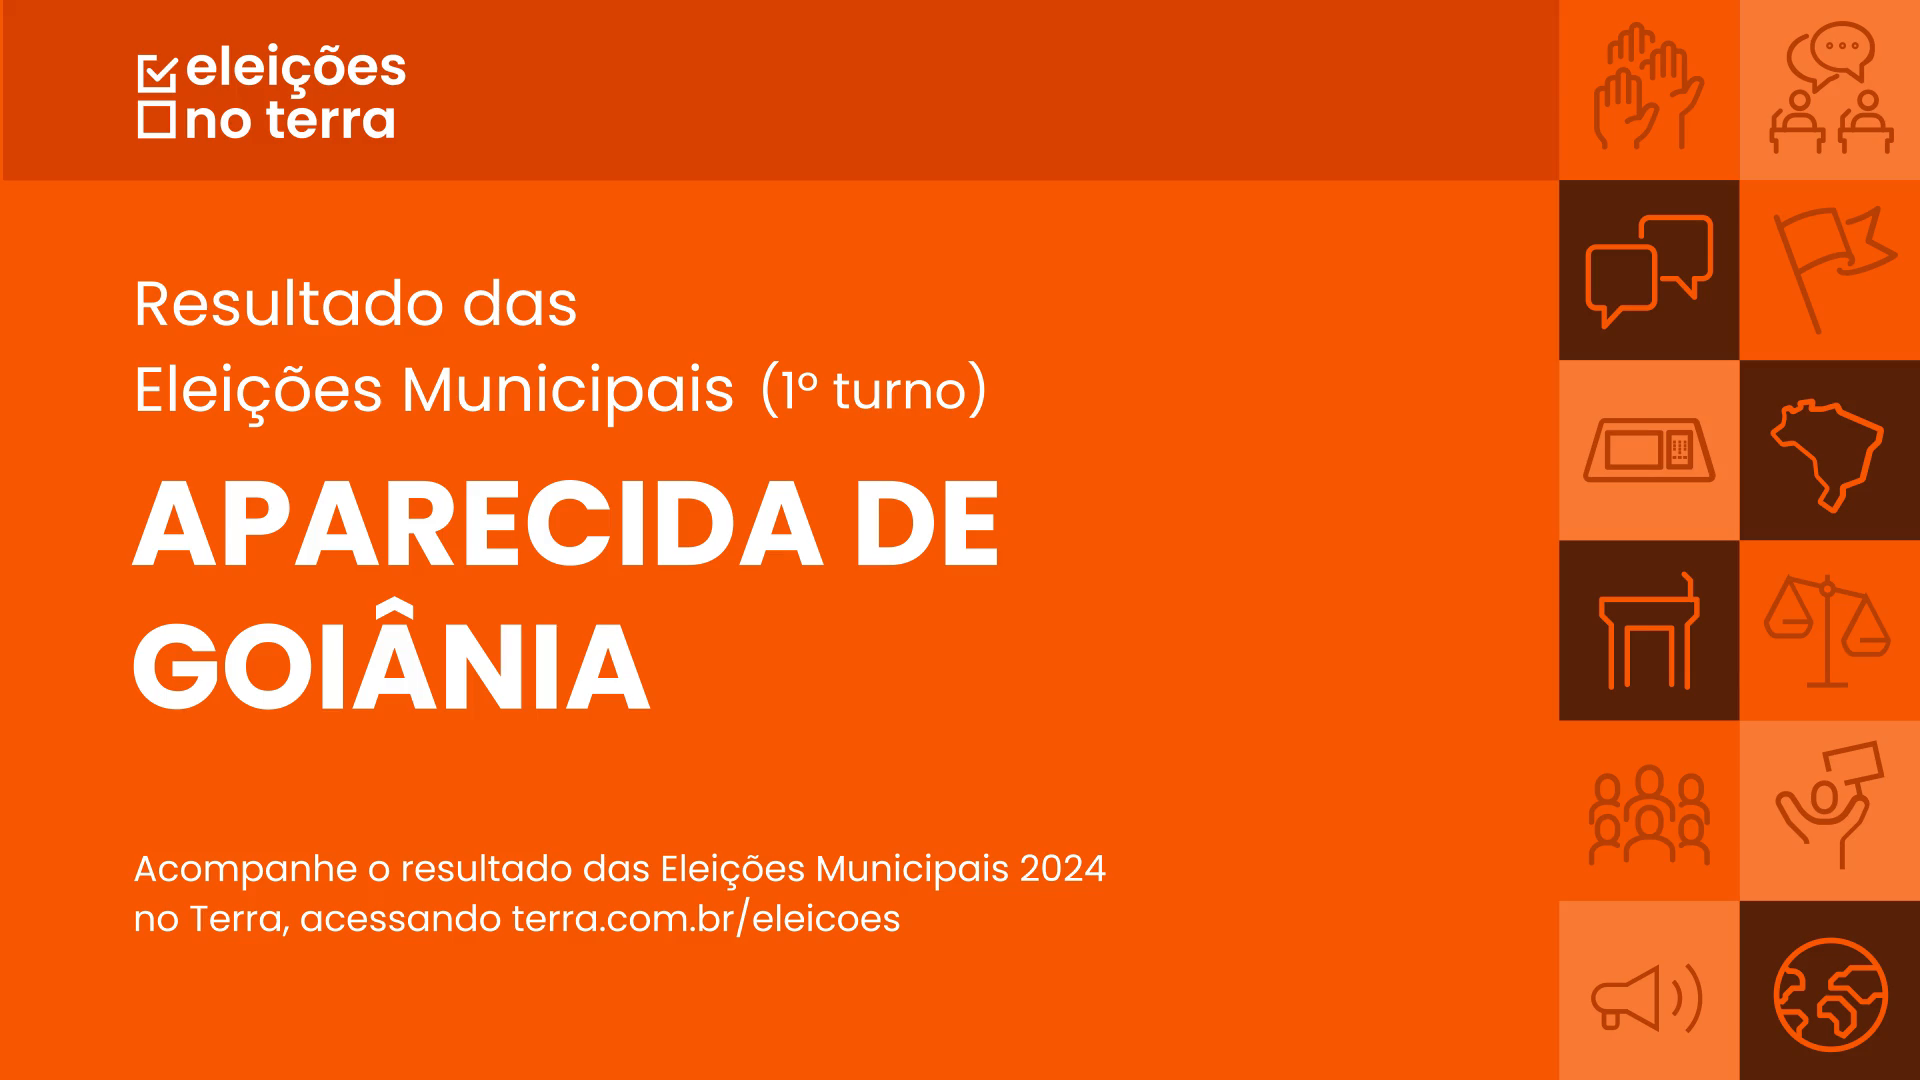 eleições
no terra
Resultado das
Eleições Municipais (1º turno)
APARECIDA DE
GOIÂNIA
Acompanhe o resultado das Eleições Municipais 2024
no Terra, acessando terra.com.br/eleicoes